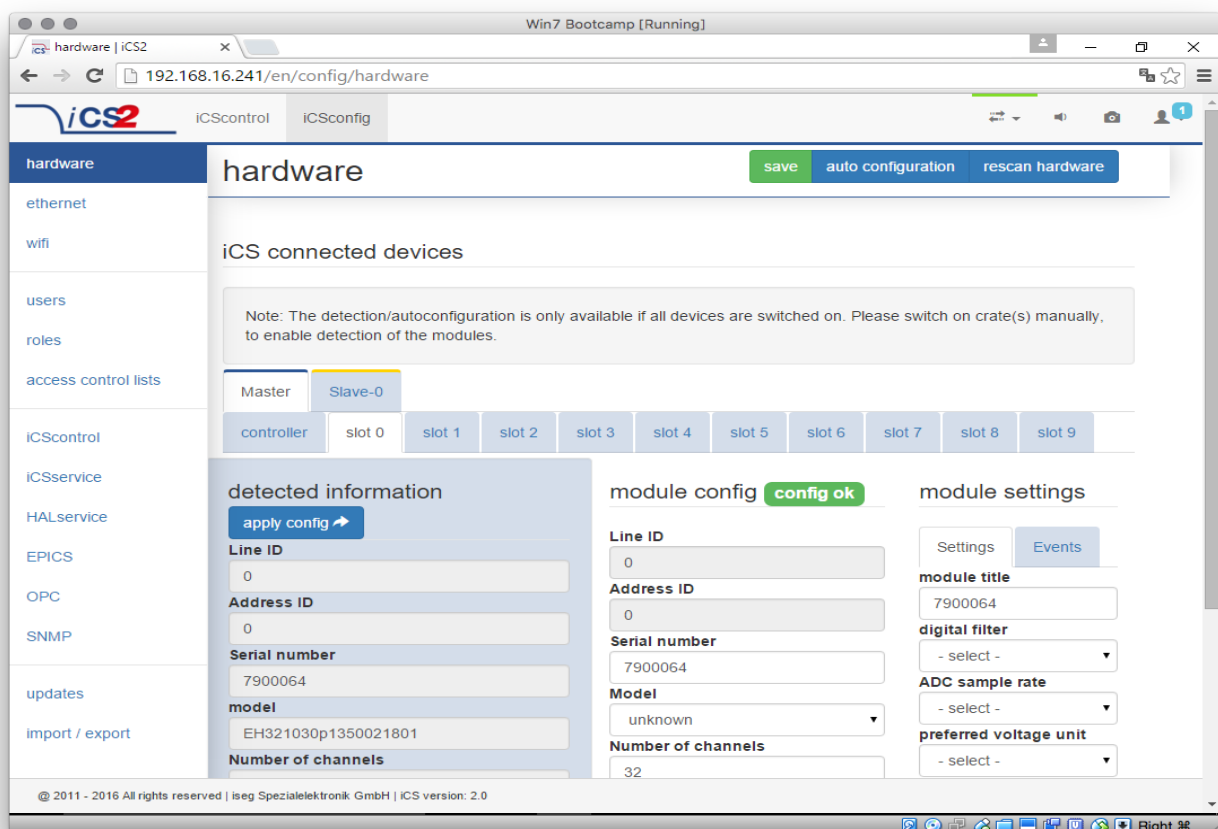 Win7 Bootcamp [Running]
iCS hardware | iCS2
192.168.16.241/en/config/hardware
iCS2 iCScontrol iCSconfig 1
hardware
ethernet
wifi
users
roles
access control lists
iCScontrol
iCSservice
HALservice
EPICS
OPC
SNMP
updates
import / export
hardware
save auto configuration rescan hardware
iCS connected devices
Note: The detection/autoconfiguration is only available if all devices are switched on. Please switch on crate(s) manually,
to enable detection of the modules.
Master Slave-0
controller slot 0 slot 1 slot 2 slot 3 slot 4 slot 5 slot 6 slot 7 slot 8 slot 9
detected information
apply config
Line ID
0
Address ID
0
Serial number
7900064
model
EH321030p1350021801
Number of channels
module config config ok
Line ID
0
Address ID
0
Serial number
7900064
Model
unknown
Number of channels
32
module settings
Settings Events
module title
7900064
digital filter
- select -
ADC sample rate
- select -
preferred voltage unit
- select -
@ 2011 - 2016 All rights reserved | iseg Spezialelektronik GmbH | iCS version: 2.0
Right ⌘